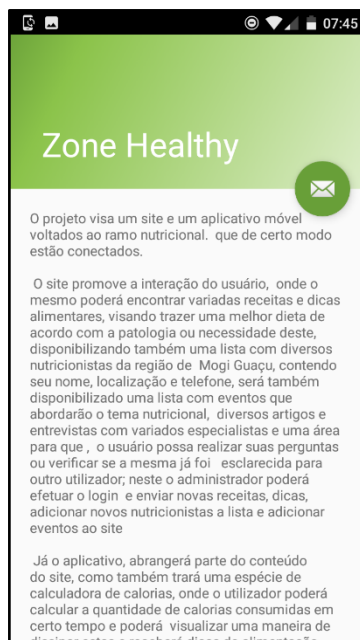 07:45
Zone Healthy
O projeto visa um site e um aplicativo móvel
voltados ao ramo nutricional. que de certo modo
estão conectados.
O site promove a interação do usuário, onde o
mesmo poderá encontrar variadas receitas e dicas
alimentares, visando trazer uma melhor dieta de
acordo com a patologia ou necessidade deste,
disponibilizando também uma lista com diversos
nutricionistas da região de Mogi Guaçu, contendo
seu nome, localização e telefone, será também
disponibilizado uma lista com eventos que
abordarão o tema nutricional, diversos artigos e
entrevistas com variados especialistas e uma área
para que , o usuário possa realizar suas perguntas
ou verificar se a mesma já foi esclarecida para
outro utilizador; neste o administrador poderá
efetuar o login e enviar novas receitas, dicas,
adicionar novos nutricionistas a lista e adicionar
eventos ao site
Já o aplicativo, abrangerá parte do conteúdo
do site, como também trará uma espécie de
calculadora de calorias, onde o utilizador poderá
calcular a quantidade de calorias consumidas em
certo tempo e poderá visualizar uma maneira de